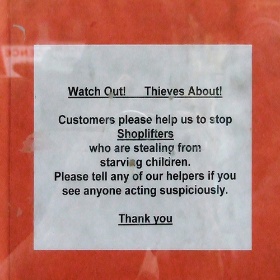 Watch Out!   Thieves About!
Customers please help us to stop
Shoplifters
who are stealing from
starving children.
Please tell any of our helpers if you
see anyone acting suspiciously.
Thank you